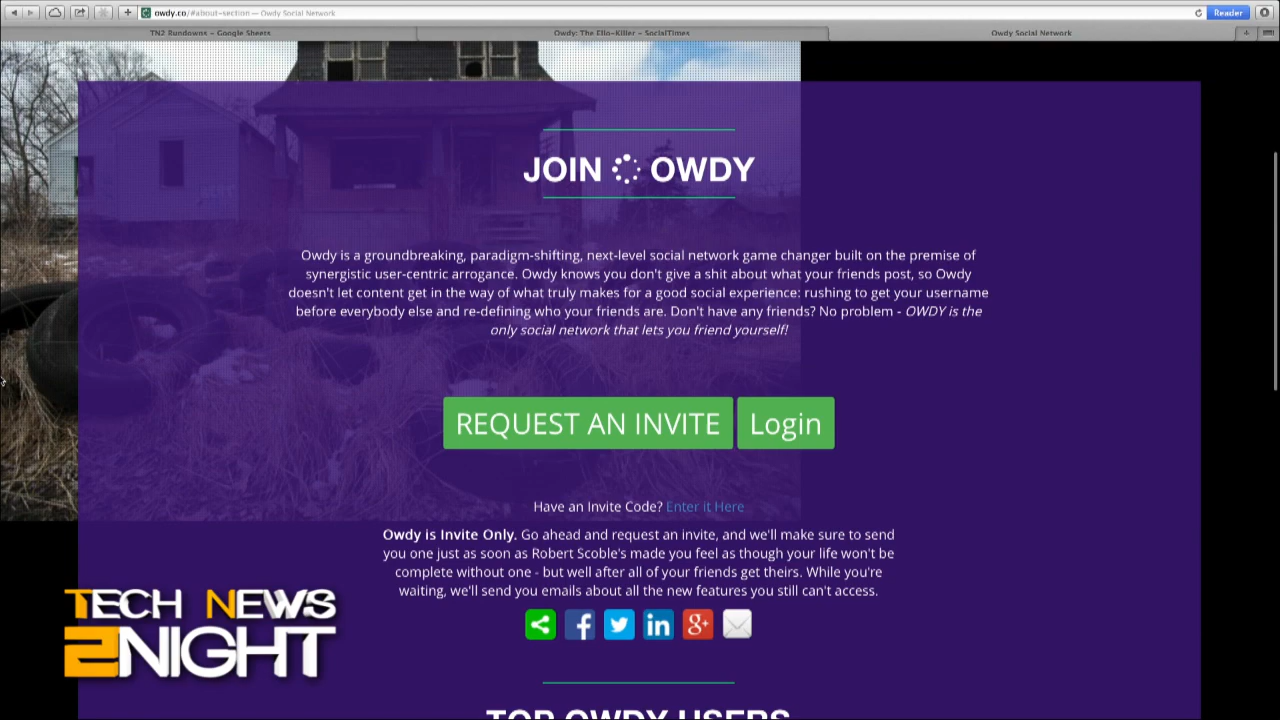 owdy.co/#about-section — Owdy Social Network
Reader
TN2 Rundowns – Google Sheets
Owdy: The Ello-Killer – SocialTimes
Owdy Social Network
JOIN OWDY
Owdy is a groundbreaking, paradigm-shifting, next-level social network game changer built on the premise of
synergistic user-centric arrogance. Owdy knows you don't give a shit about what your friends post, so Owdy
doesn't let content get in the way of what truly makes for a good social experience: rushing to get your username
before everybody else and re-defining who your friends are. Don't have any friends? No problem - OWDY is the
only social network that lets you friend yourself!
REQUEST AN INVITE
Login
Have an Invite Code? Enter it Here
Owdy is Invite Only. Go ahead and request an invite, and we'll make sure to send
you one just as soon as Robert Scoble's made you feel as though your life won't be
complete without one - but well after all of your friends get theirs. While you're
waiting, we'll send you emails about all the new features you still can't access.
f
in
g+
TECH NEWS
2NIGHT
TOP OWDY USERS